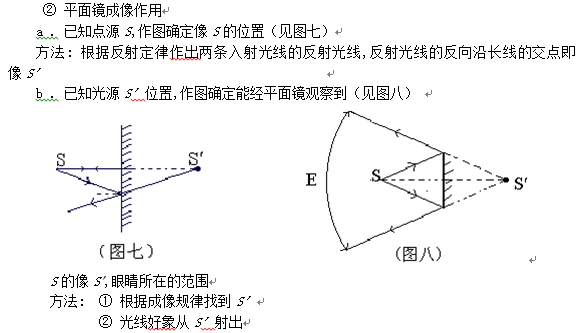 ② 平面镜成像作用
a．已知点源 S,作图确定像 S的位置（见图七）
方法：根据反射定律作出两条入射光线的反射光线,反射光线的反向沿长线的交点即
像 S′
b．已知光源 S′位置,作图确定能经平面镜观察到（见图八）
S
S′
E
S
S′
（图七）
（图八）
S的像 S′,眼睛所在的范围
方法： ① 根据成像规律找到 S′
② 光线好象从 S′射出